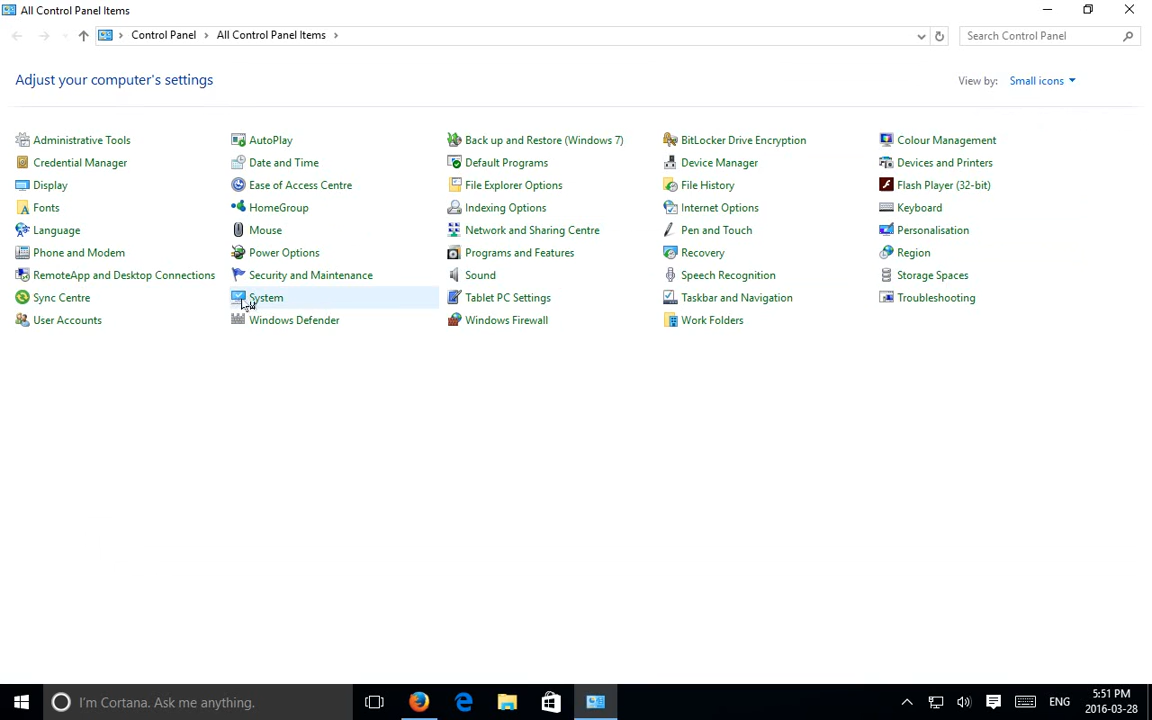 All Control Panel Items
Control Panel > All Control Panel Items >
Search Control Panel
Adjust your computer's settings
View by: Small icons
Administrative Tools
AutoPlay
Back up and Restore (Windows 7)
BitLocker Drive Encryption
Colour Management
Credential Manager
Date and Time
Default Programs
Device Manager
Devices and Printers
Display
Ease of Access Centre
File Explorer Options
File History
Flash Player (32-bit)
Fonts
HomeGroup
Indexing Options
Internet Options
Keyboard
Language
Mouse
Network and Sharing Centre
Pen and Touch
Personalisation
Phone and Modem
Power Options
Programs and Features
Recovery
Region
RemoteApp and Desktop Connections
Security and Maintenance
Sound
Speech Recognition
Storage Spaces
Sync Centre
System
Tablet PC Settings
Taskbar and Navigation
Troubleshooting
User Accounts
Windows Defender
Windows Firewall
Work Folders
I'm Cortana. Ask me anything.
ENG
5:51 PM
2016-03-28